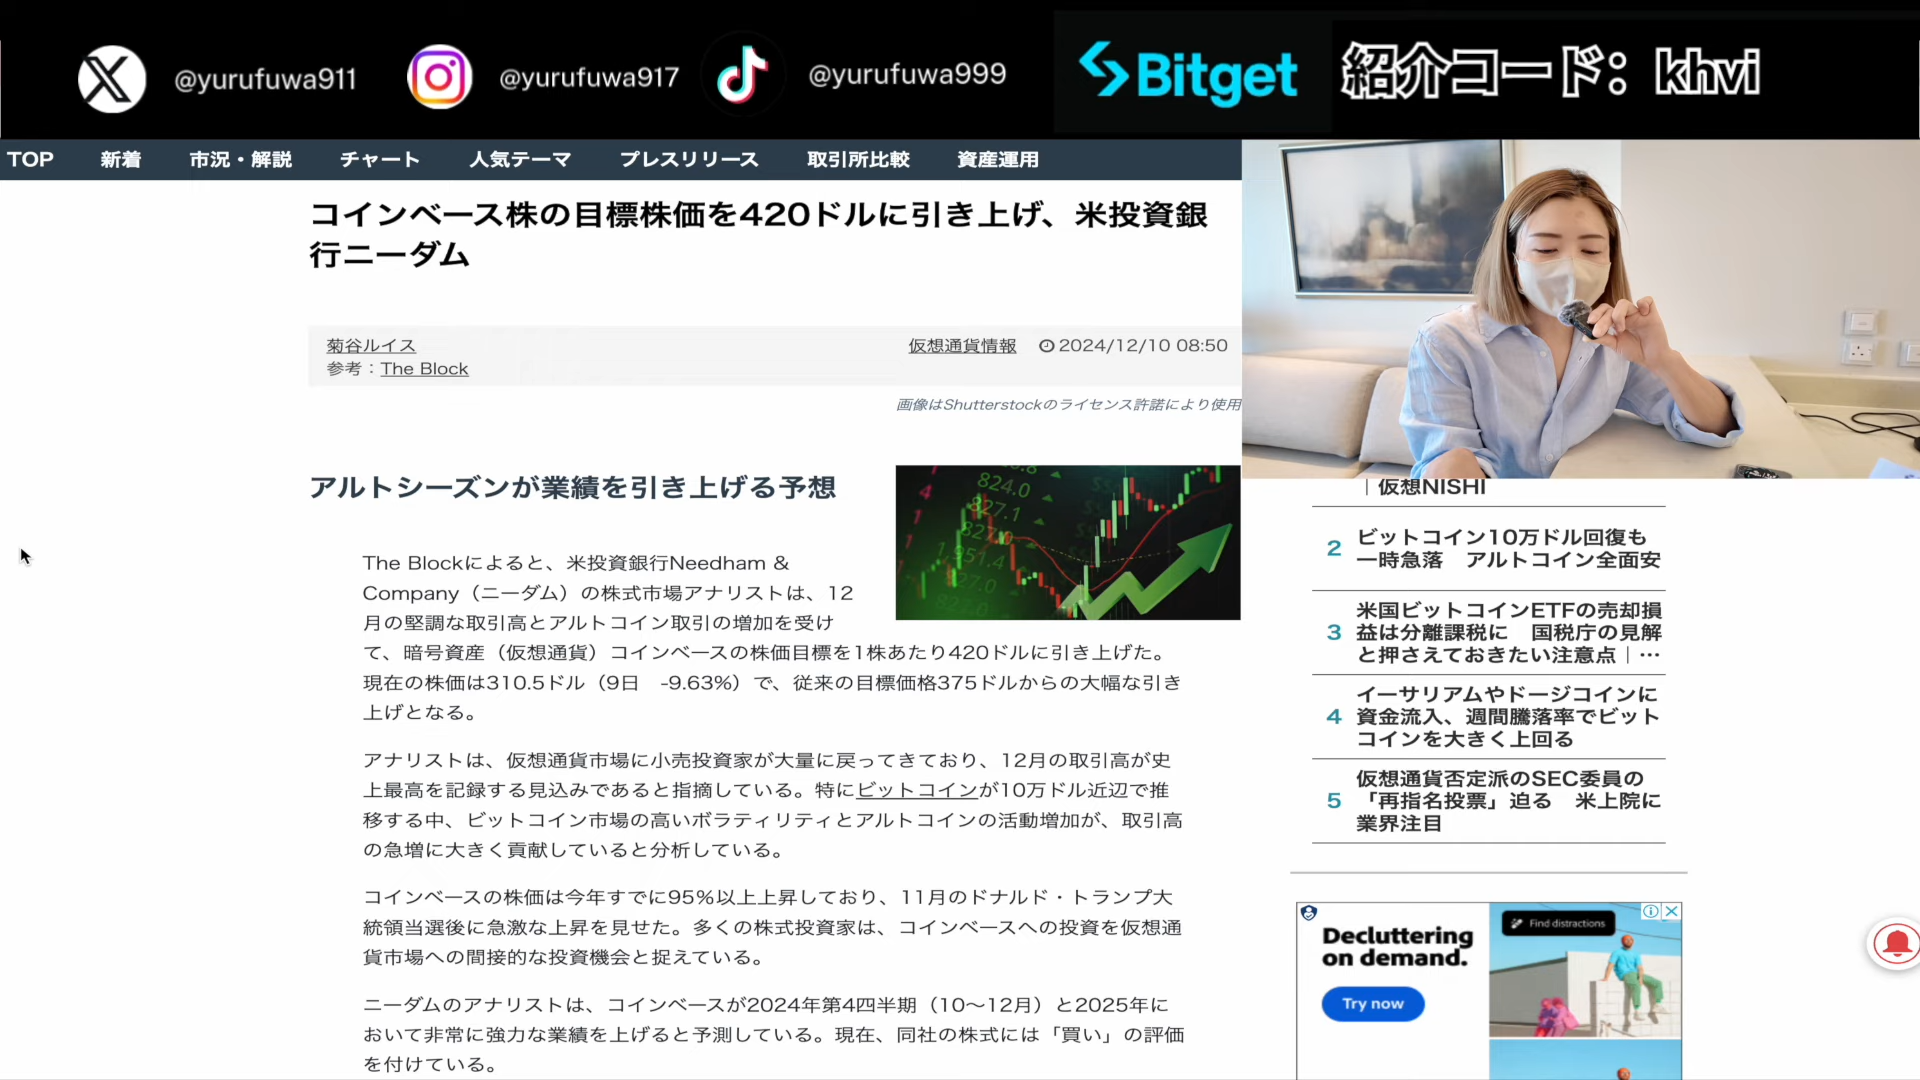 @yurufuwa911
@yurufuwa917
@yurufuwa999
Bitget
紹介コード：khvi
TOP 新着 市況・解説 チャート 人気テーマ プレスリリース 取引所比較 資産運用
コインベース株の目標株価を420ドルに引き上げ、米投資銀
行ニーダム
菊谷ルイス
参考：The Block
仮想通貨情報 2024/12/10 08:50
画像はShutterstockのライセンス許諾により使用
アルトシーズンが業績を引き上げる予想
824.0
827.1
1,951.4
827.0
The Blockによると、米投資銀行Needham &
Company（ニーダム）の株式市場アナリストは、12
月の堅調な取引高とアルトコイン取引の増加を受け
て、暗号資産（仮想通貨）コインベースの株価目標を1株あたり420ドルに引き上げた。
現在の株価は310.5ドル（9日　-9.63%）で、従来の目標価格375ドルからの大幅な引き
上げとなる。
アナリストは、仮想通貨市場に小売投資家が大量に戻ってきており、12月の取引高が史
上最高を記録する見込みであると指摘している。特にビットコインが10万ドル近辺で推
移する中、ビットコイン市場の高いボラティリティとアルトコインの活動増加が、取引高
の急増に大きく貢献していると分析している。
コインベースの株価は今年すでに95%以上上昇しており、11月のドナルド・トランプ大
統領当選後に急激な上昇を見せた。多くの株式投資家は、コインベースへの投資を仮想通
貨市場への間接的な投資機会と捉えている。
ニーダムのアナリストは、コインベースが2024年第4四半期（10〜12月）と2025年に
おいて非常に強力な業績を上げると予測している。現在、同社の株式には「買い」の評価
を付けている。
｜仮想NISHI
2 ビットコイン10万ドル回復も
一時急落　アルトコイン全面安
3 米国ビットコインETFの売却損
益は分離課税に　国税庁の見解
と押さえておきたい注意点｜…
4 イーサリアムやドージコインに
資金流入、週間騰落率でビット
コインを大きく上回る
5 仮想通貨否定派のSEC委員の
「再指名投票」迫る　米上院に
業界注目
Decluttering
on demand.
Try now
Find distractions